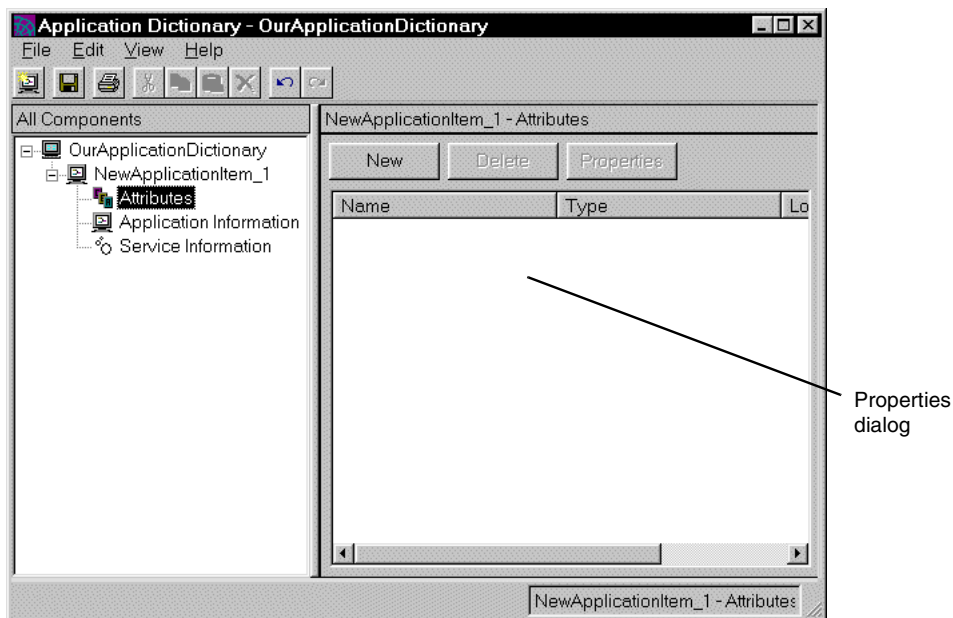 Application Dictionary - OurApplicationDictionary
File Edit View Help
All Components
NewApplicationItem_1 - Attributes
OurApplicationDictionary
NewApplicationItem_1
Attributes
Application Information
Service Information
New Delete Properties
Name Type Lo
Properties
dialog
NewApplicationItem_1 - Attributes